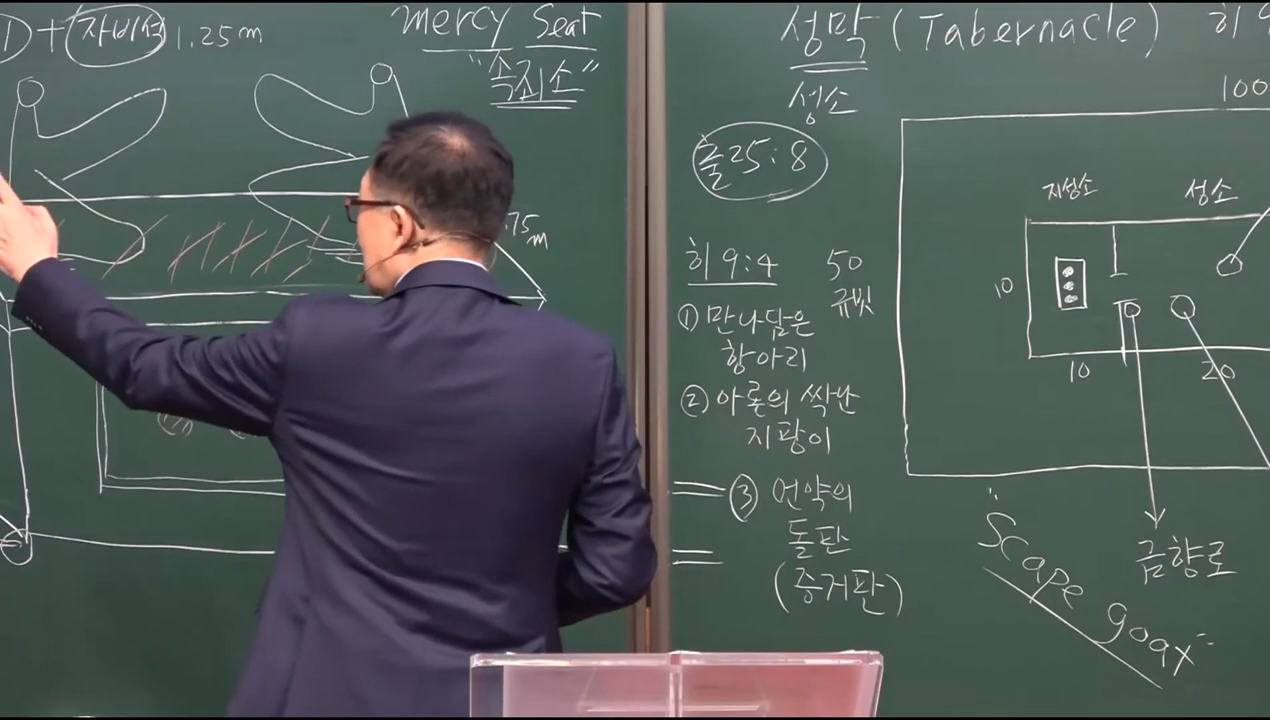 ① + 자비석 1.25m
mercy Seat
"속죄소"
.75
m
성막 (Tabernacle)
성소
출25:8
히9:4
50
규빗
① 만나담은
항아리
② 아론의 싹난
지팡이
③ 언약의
돌판
(증거판)
100
지성소
성소
10
10
20
금향로
"Scape goat"